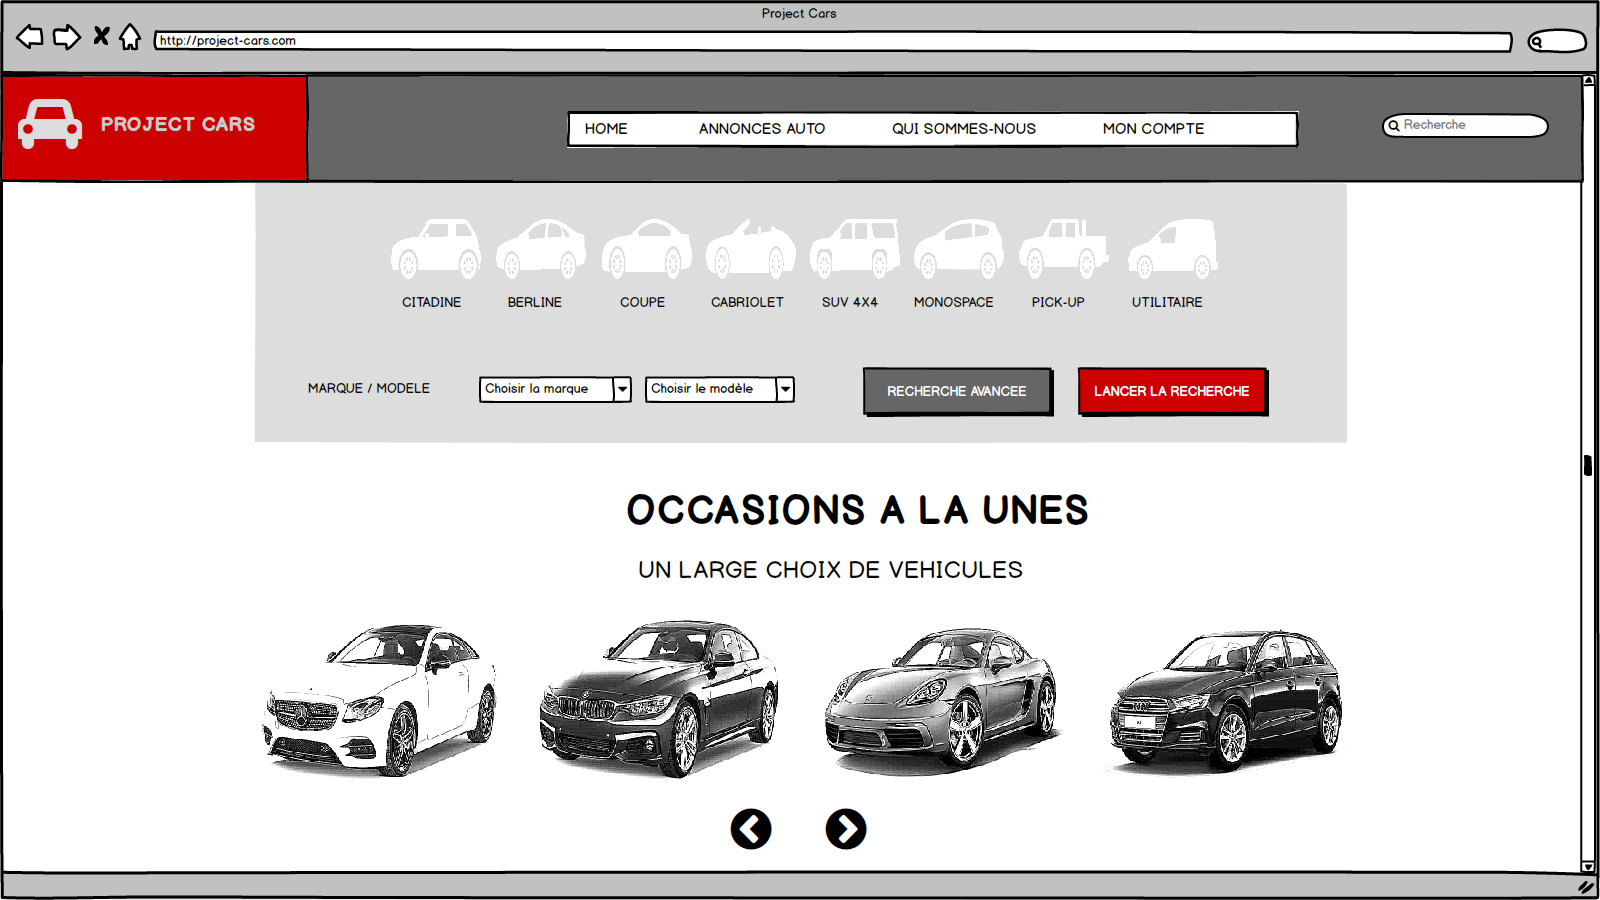 Project Cars
http://project-cars.com
PROJECT CARS
HOME ANNONCES AUTO QUI SOMMES-NOUS MON COMPTE
Recherche
CITADINE BERLINE COUPE CABRIOLET SUV 4X4 MONOSPACE PICK-UP UTILITAIRE
MARQUE / MODELE Choisir la marque Choisir le modèle RECHERCHE AVANCEE LANCER LA RECHERCHE
OCCASIONS A LA UNES
UN LARGE CHOIX DE VEHICULES